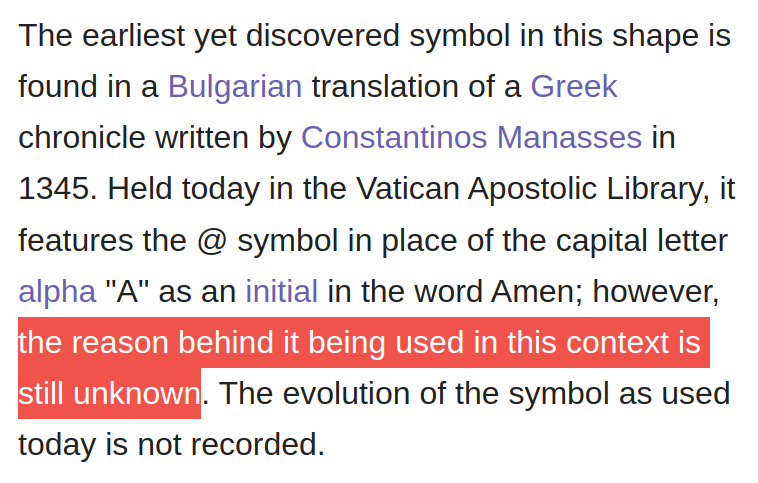 The earliest yet discovered symbol in this shape is
found in a Bulgarian translation of a Greek
chronicle written by Constantinos Manasses in
1345. Held today in the Vatican Apostolic Library, it
features the @ symbol in place of the capital letter
alpha "A" as an initial in the word Amen; however,
the reason behind it being used in this context is
still unknown. The evolution of the symbol as used
today is not recorded.